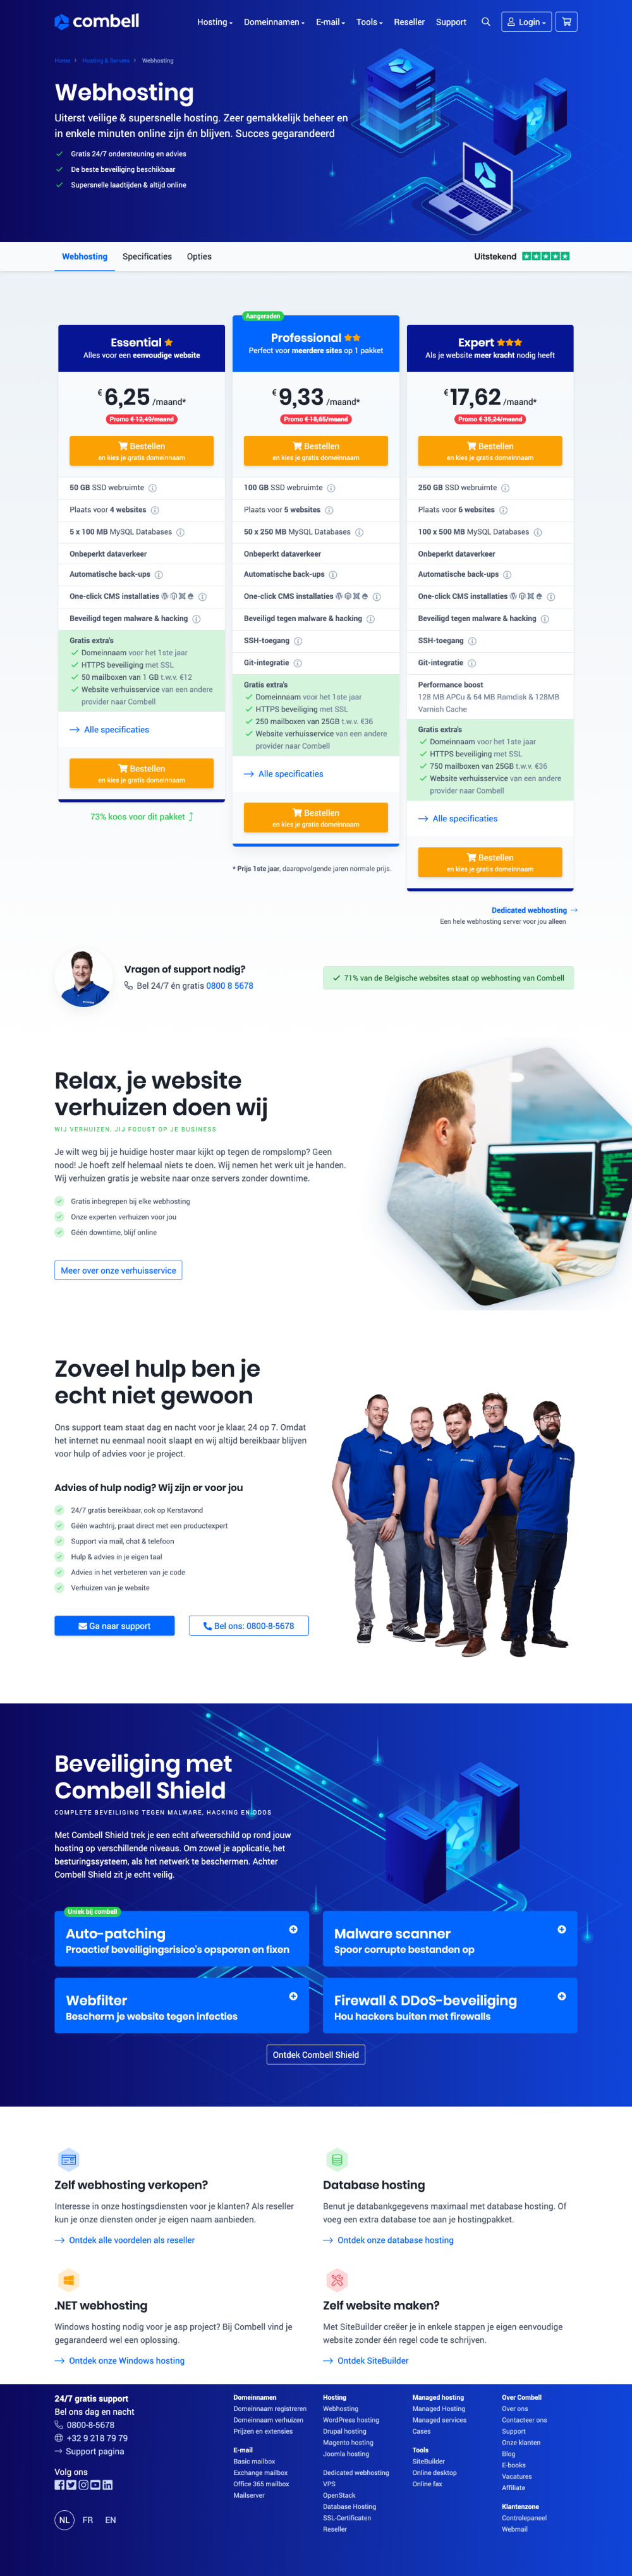 combell
Hosting Domeinnamen E-mail Tools Reseller Support Login
Home > Hosting & Servers > Webhosting
Webhosting
Uiterst veilige & supersnelle hosting. Zeer gemakkelijk beheer en
in enkele minuten online zijn én blijven. Succes gegarandeerd
Gratis 24/7 ondersteuning en advies
De beste beveiliging beschikbaar
Supersnelle laadtijden & altijd online
Webhosting Specificaties Opties
Uitstekend
Essential
Alles voor een eenvoudige website
€ 6,25 /maand*
Promo € 12,49/maand
Bestellen
en kies je gratis domeinnaam
50 GB SSD webruimte
Plaats voor 4 websites
5 x 100 MB MySQL Databases
Onbeperkt dataverkeer
Automatische back-ups
One-click CMS installaties
Beveiligd tegen malware & hacking
Gratis extra's
Domeinnaam voor het 1ste jaar
HTTPS beveiliging met SSL
50 mailboxen van 1 GB t.w.v. €12
Website verhuisservice van een andere
provider naar Combell
Alle specificaties
Bestellen
en kies je gratis domeinnaam
73% koos voor dit pakket
Aangeraden
Professional
Perfect voor meerdere sites op 1 pakket
€ 9,33 /maand*
Promo € 18,65/maand
Bestellen
en kies je gratis domeinnaam
100 GB SSD webruimte
Plaats voor 5 websites
50 x 250 MB MySQL Databases
Onbeperkt dataverkeer
Automatische back-ups
One-click CMS installaties
Beveiligd tegen malware & hacking
SSH-toegang
Git-integratie
Gratis extra's
Domeinnaam voor het 1ste jaar
HTTPS beveiliging met SSL
250 mailboxen van 25GB t.w.v. €36
Website verhuisservice van een andere
provider naar Combell
Alle specificaties
Bestellen
en kies je gratis domeinnaam
* Prijs 1ste jaar, daaropvolgende jaren normale prijs.
Expert
Als je website meer kracht nodig heeft
€ 17,62 /maand*
Promo € 35,24/maand
Bestellen
en kies je gratis domeinnaam
250 GB SSD webruimte
Plaats voor 6 websites
100 x 500 MB MySQL Databases
Onbeperkt dataverkeer
Automatische back-ups
One-click CMS installaties
Beveiligd tegen malware & hacking
SSH-toegang
Git-integratie
Performance boost
128 MB APCu & 64 MB Ramdisk & 128MB
Varnish Cache
Gratis extra's
Domeinnaam voor het 1ste jaar
HTTPS beveiliging met SSL
750 mailboxen van 25GB t.w.v. €36
Website verhuisservice van een andere
provider naar Combell
Alle specificaties
Bestellen
en kies je gratis domeinnaam
Dedicated webhosting
Een hele webhosting server voor jou alleen
Vragen of support nodig?
Bel 24/7 én gratis 0800 8 5678
71% van de Belgische websites staat op webhosting van Combell
Relax, je website
verhuizen doen wij
WIJ VERHUIZEN, JIJ FOCUST OP JE BUSINESS
Je wilt weg bij je huidige hoster maar kijkt op tegen de rompslomp? Geen
nood! Je hoeft zelf helemaal niets te doen. Wij nemen het werk uit je handen.
Wij verhuizen gratis je website naar onze servers zonder downtime.
Gratis inbegrepen bij elke webhosting
Onze experten verhuizen voor jou
Géén downtime, blijf online
Meer over onze verhuisservice
Zoveel hulp ben je
echt niet gewoon
Ons support team staat dag en nacht voor je klaar, 24 op 7. Omdat
het internet nu eenmaal nooit slaapt en wij altijd bereikbaar blijven
voor hulp of advies voor je project.
Advies of hulp nodig? Wij zijn er voor jou
24/7 gratis bereikbaar, ook op Kerstavond
Géén wachtrij, praat direct met een productexpert
Support via mail, chat & telefoon
Hulp & advies in je eigen taal
Advies in het verbeteren van je code
Verhuizen van je website
Ga naar support
Bel ons: 0800-8-5678
Beveiliging met
Combell Shield
COMPLETE BEVEILIGING TEGEN MALWARE, HACKING EN DDOS
Met Combell Shield trek je een echt afweerschild op rond jouw
hosting op verschillende niveaus. Om zowel je applicatie, het
besturingssysteem, als het netwerk te beschermen. Achter
Combell Shield zit je echt veilig.
Uniek bij combell
Auto-patching
Proactief beveiligingsrisico's opsporen en fixen
Malware scanner
Spoor corrupte bestanden op
Webfilter
Bescherm je website tegen infecties
Firewall & DDoS-beveiliging
Hou hackers buiten met firewalls
Ontdek Combell Shield
Zelf webhosting verkopen?
Interesse in onze hostingsdiensten voor je klanten? Als reseller
kun je onze diensten onder je eigen naam aanbieden.
Ontdek alle voordelen als reseller
Database hosting
Benut je databankgegevens maximaal met database hosting. Of
voeg een extra database toe aan je hostingpakket.
Ontdek onze database hosting
.NET webhosting
Windows hosting nodig voor je asp project? Bij Combell vind je
gegarandeerd wel een oplossing.
Ontdek onze Windows hosting
Zelf website maken?
Met SiteBuilder creëer je in enkele stappen je eigen eenvoudige
website zonder één regel code te schrijven.
Ontdek SiteBuilder
24/7 gratis support
Bel ons dag en nacht
0800-8-5678
+32 9 218 79 79
Support pagina
Volg ons
NL FR EN
Domeinnamen
Domeinnaam registreren
Domeinnaam verhuizen
Prijzen en extensies
E-mail
Basic mailbox
Exchange mailbox
Office 365 mailbox
Mailserver
Hosting
Webhosting
WordPress hosting
Drupal hosting
Magento hosting
Joomla hosting
Dedicated webhosting
VPS
OpenStack
Database Hosting
SSL-Certificaten
Reseller
Managed hosting
Managed Hosting
Managed services
Cases
Tools
SiteBuilder
Online desktop
Online fax
Over Combell
Over ons
Contacteer ons
Support
Onze klanten
Blog
E-books
Vacatures
Affiliate
Klantenzone
Controlepaneel
Webmail